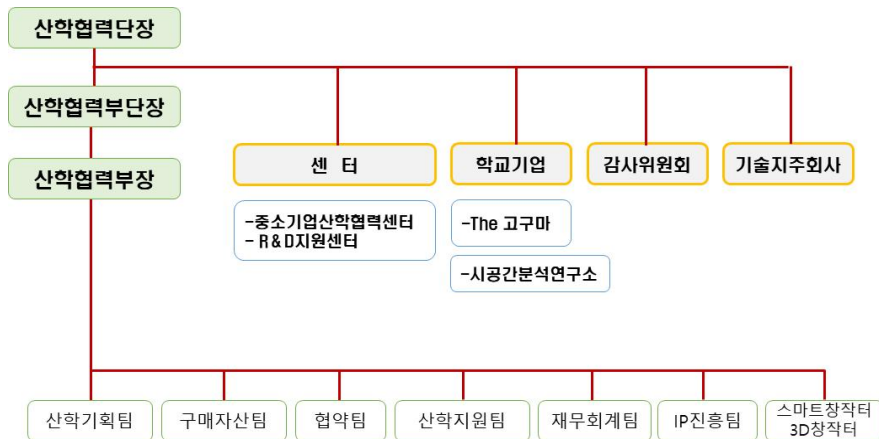 산학협력단장
산학협력부단장
산학협력부장
센 터
학교기업
감사위원회
기술지주회사
-중소기업산학협력센터
- R&D지원센터
-The 고구마
-시공간분석연구소
산학기획팀
구매자산팀
협약팀
산학지원팀
재무회계팀
IP진흥팀
스마트창작터
3D창작터